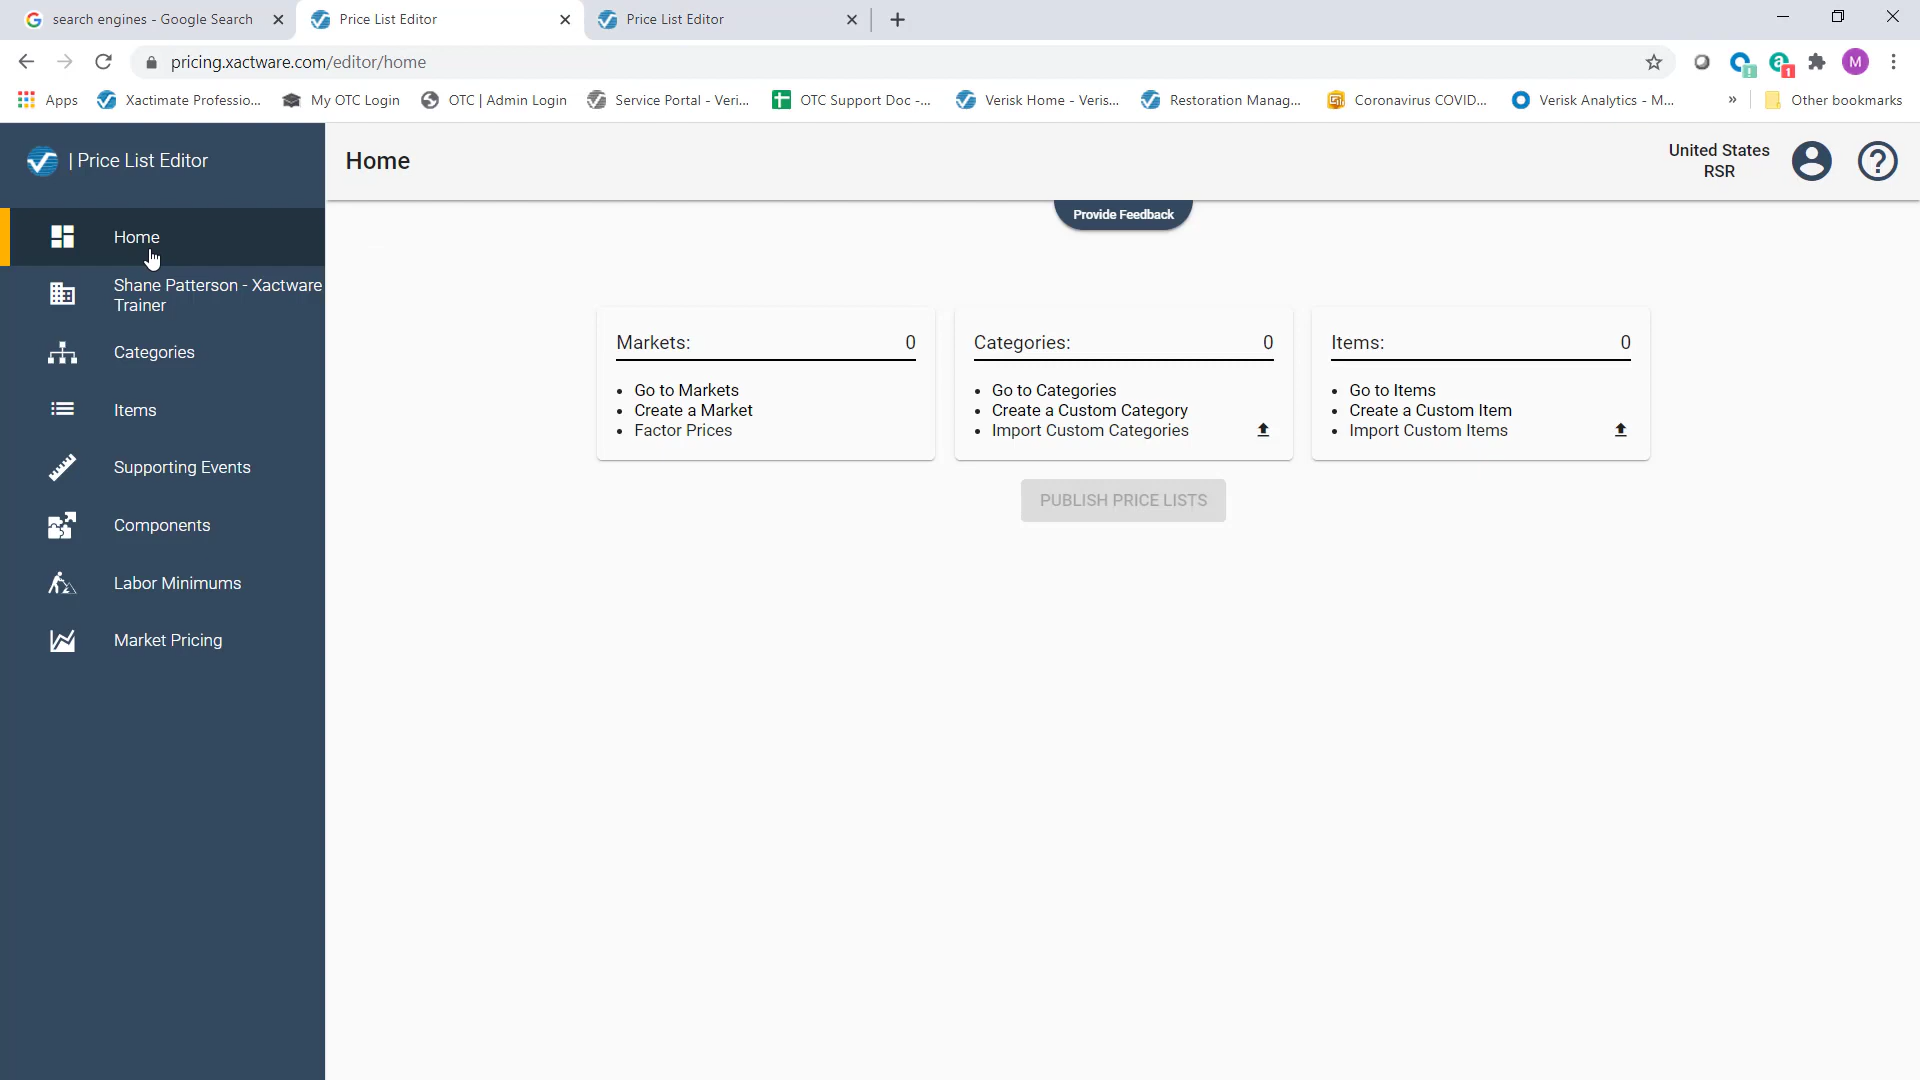 search engines - Google Search
Price List Editor
Price List Editor
pricing.xactware.com/editor/home
M
Apps
Xactimate Professio...
My OTC Login
OTC | Admin Login
Service Portal - Veri...
OTC Support Doc -...
Verisk Home - Veris...
Restoration Manag...
Coronavirus COVID...
Verisk Analytics - M...
»
Other bookmarks
| Price List Editor
Home
United States
RSR
Provide Feedback
Home
Shane Patterson - Xactware
Trainer
Categories
Items
Supporting Events
Components
Labor Minimums
Market Pricing
Markets: 0
• Go to Markets
• Create a Market
• Factor Prices
Categories: 0
• Go to Categories
• Create a Custom Category
• Import Custom Categories
Items: 0
• Go to Items
• Create a Custom Item
• Import Custom Items
PUBLISH PRICE LISTS